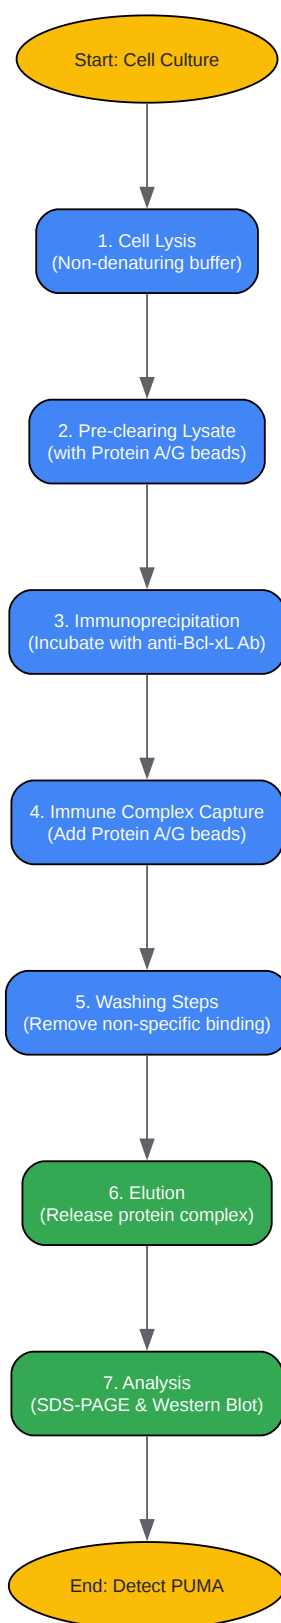 Start: Cell Culture
1. Cell Lysis
(Non-denaturing buffer)
2. Pre-clearing Lysate
(with Protein A/G beads)
3. Immunoprecipitation
(Incubate with anti-Bcl-xL Ab)
4. Immune Complex Capture
(Add Protein A/G beads)
5. Washing Steps
(Remove non-specific binding)
6. Elution
(Release protein complex)
7. Analysis
(SDS-PAGE & Western Blot)
End: Detect PUMA